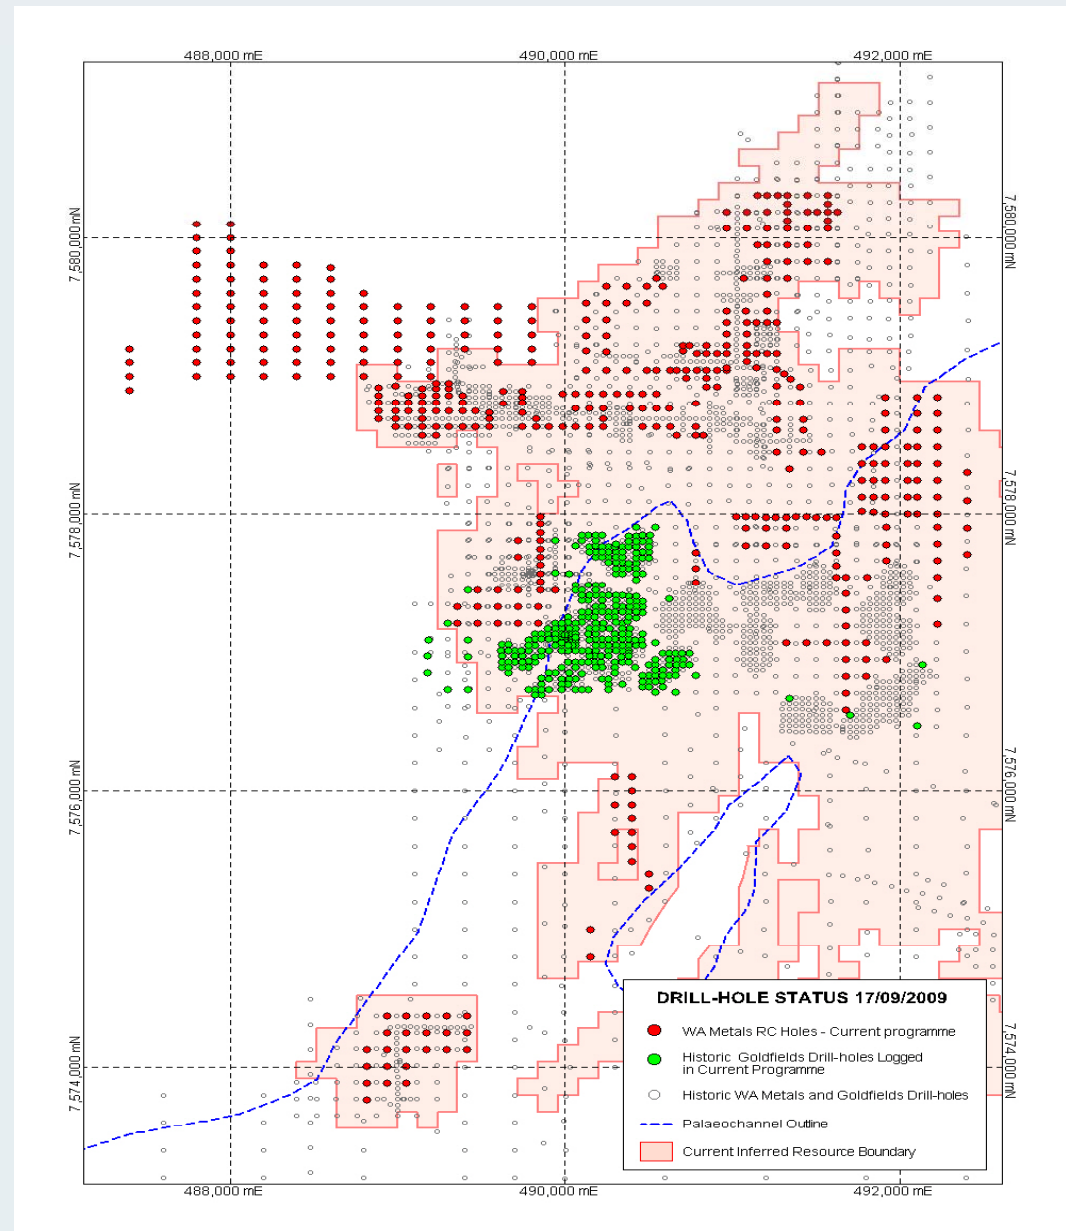 488,000 mE
490,000 mE
492,000 mE
7,580,000 mN
7,580,000 mN
7,578,000 mN
7,578,000 mN
7,576,000 mN
7,576,000 mN
7,574,000 mN
7,574,000 mN
DRILL-HOLE STATUS 17/09/2009
WA Metals RC Holes - Current programme
Historic Goldfields Drill-holes Logged
in Current Programme
Historic WA Metals and Goldfields Drill-holes
Palaeochannel Outline
Current Inferred Resource Boundary
488,000 mE
490,000 mE
492,000 mE